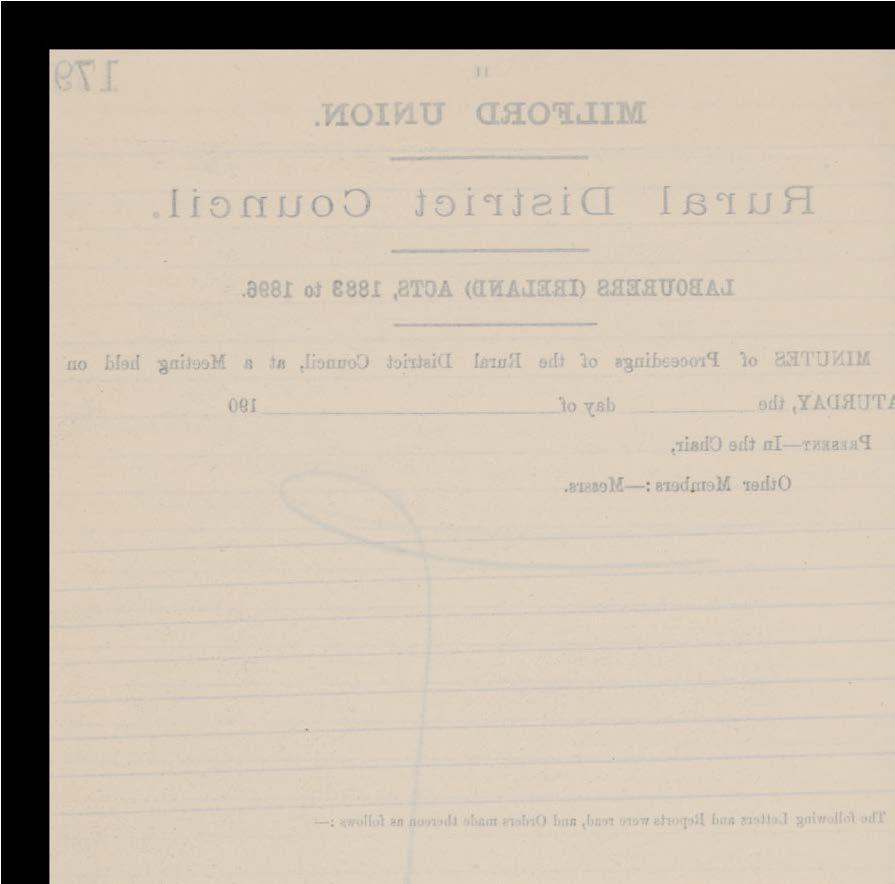 179
11
MILFORD UNION.
Rural District Council.
LABOURERS (IRELAND) ACTS, 1883 to 1896.
MINUTES of Proceedings of the Rural District Council, at a Meeting held on
ATURDAY, the ____ day of ____ 190
PRESENT—In the Chair,
Other Members:—Messrs.
The following Letters and Reports were read, and Orders made thereon as follows:—